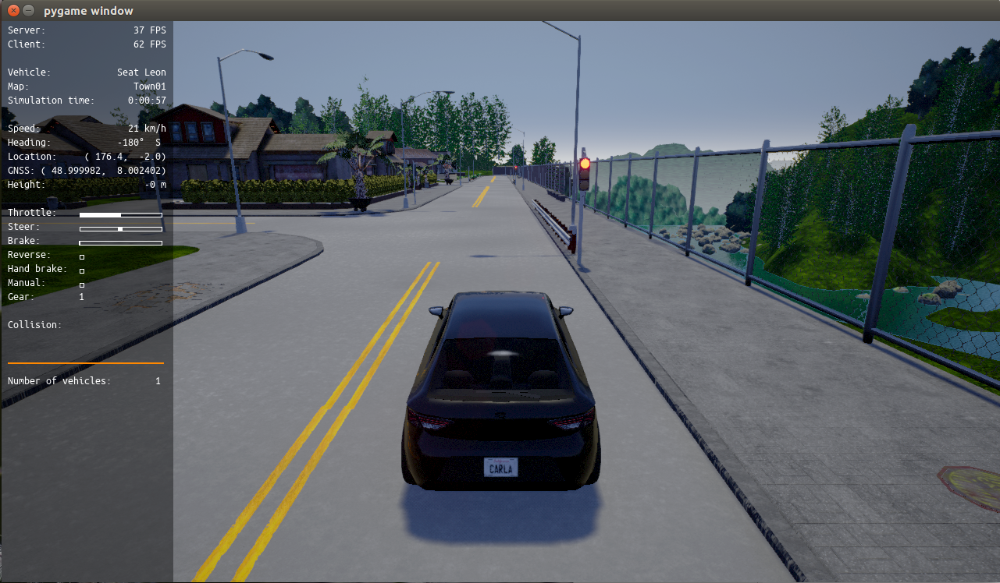 pygame window
Server: 37 FPS
Client: 62 FPS
Vehicle: Seat Leon
Map: Town01
Simulation time: 0:00:57
Speed: 21 km/h
Heading: -180° S
Location: ( 176.4, -2.0)
GNSS: ( 48.999982, 8.002402)
Height: -0 m
Throttle:
Steer:
Brake:
Reverse:
Hand brake:
Manual:
Gear: 1
Collision:
Number of vehicles: 1
CARLA